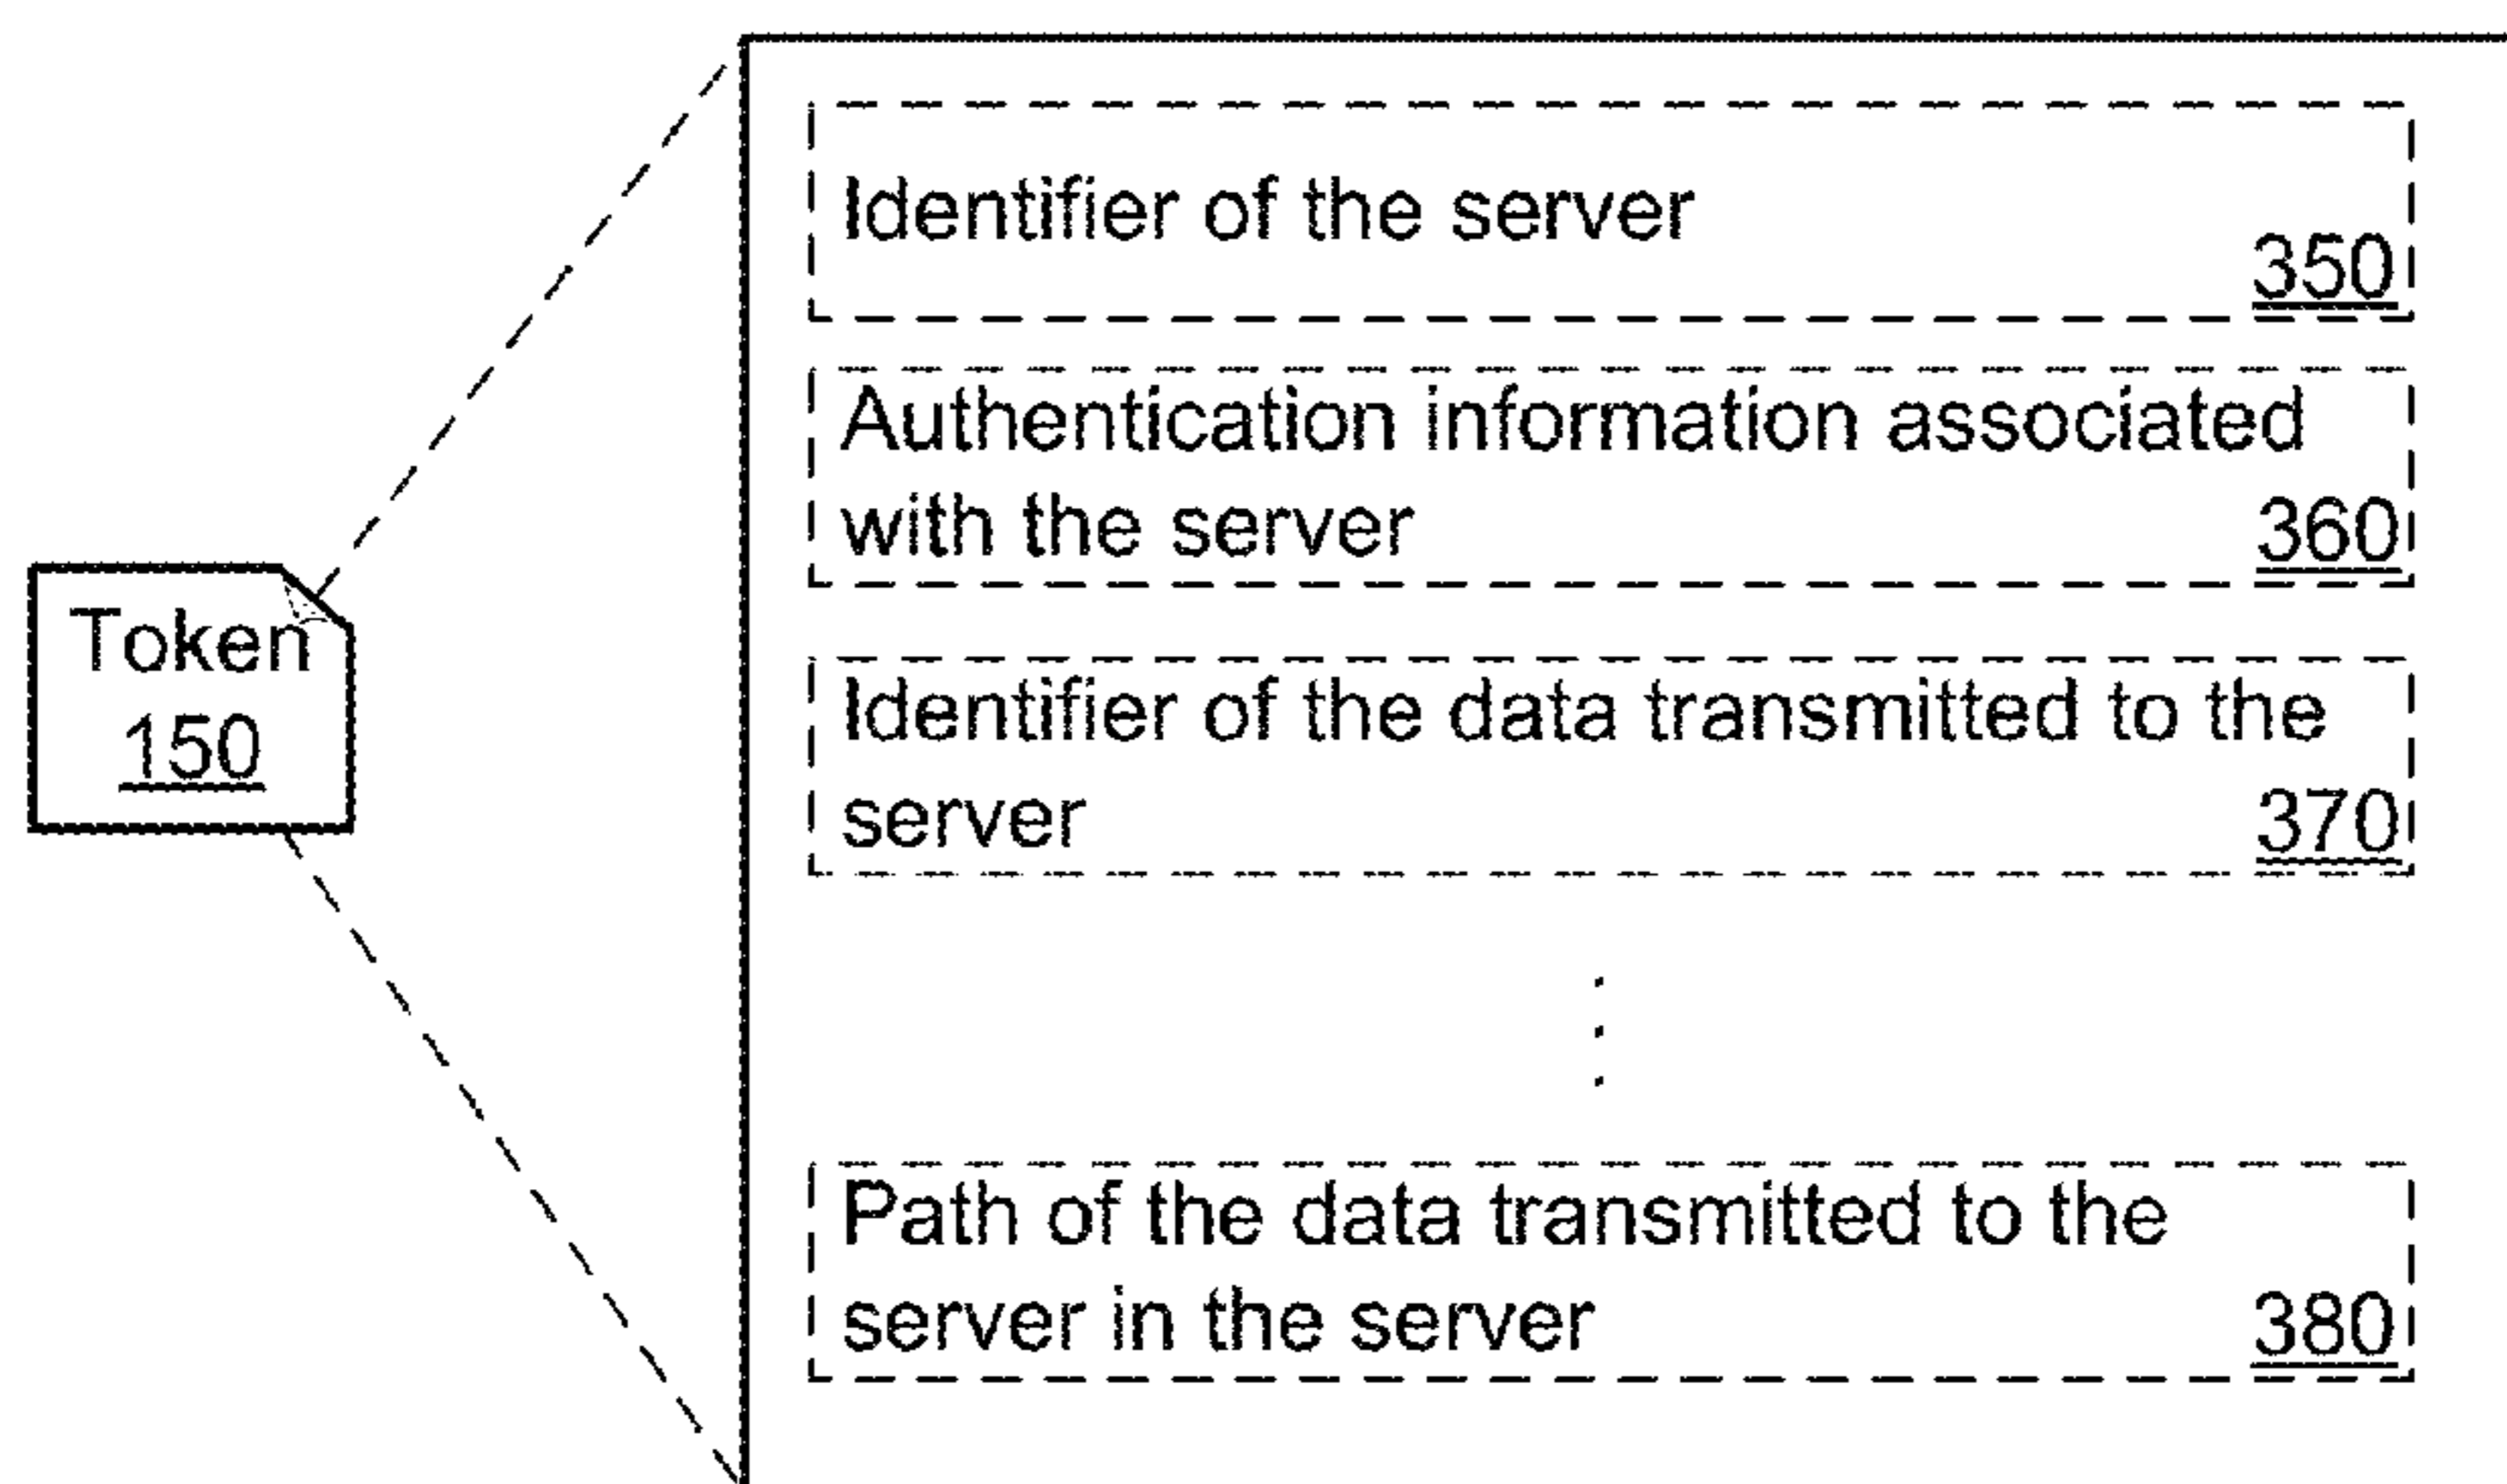 Token
150
Identifier of the server
350
Authentication information associated
with the server
360
Identifier of the data transmitted to the
server
370
Path of the data transmitted to the
server in the server
380